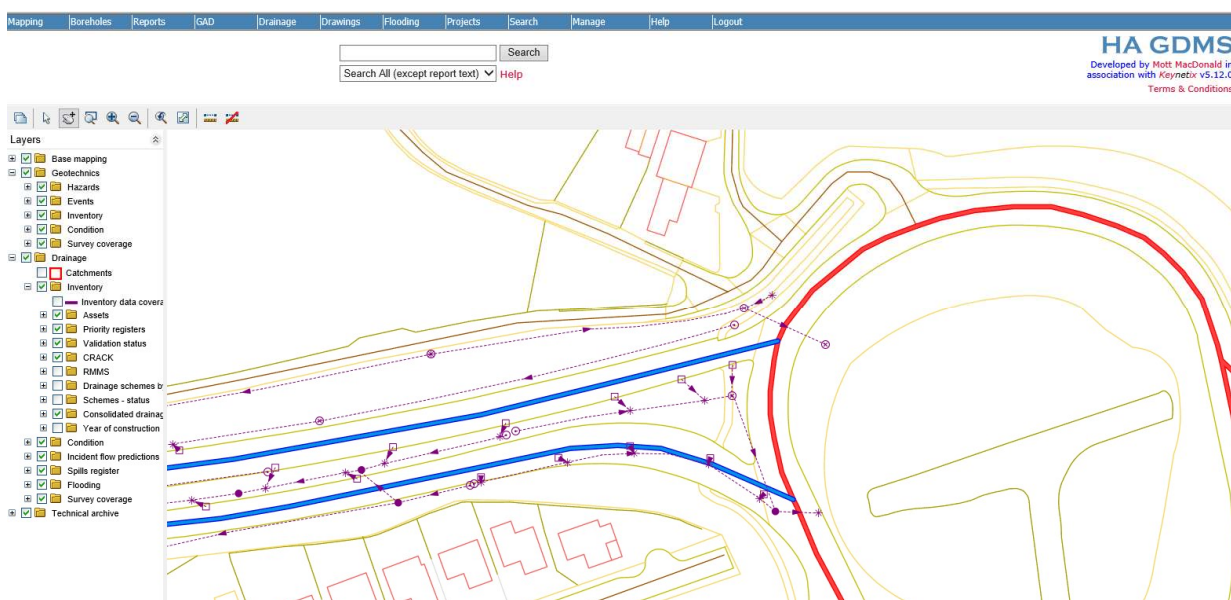 Mapping Boreholes Reports GAD Drainage Drawings Flooding Projects Search Manage Help Logout
Search
Search All (except report text) Help
HA GDMS
Developed by Mott MacDonald in
association with Keynetix v5.12.0
Terms & Conditions
Layers
Base mapping
Geotechnics
Hazards
Events
Inventory
Condition
Survey coverage
Drainage
Catchments
Inventory
Inventory data covera
Assets
Priority registers
Validation status
CRACK
RMMS
Drainage schemes b
Schemes - status
Consolidated drainag
Year of construction
Condition
Incident flow predictions
Spills register
Flooding
Survey coverage
Technical archive